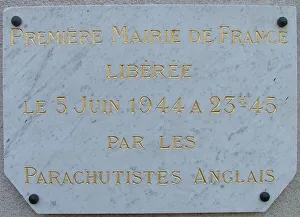 PREMIÈRE MAIRIE DE FRANCE
LIBÉRÉE
LE 5 JUIN 1944 A 23ʰ45
PAR LES
PARACHUTISTES ANGLAIS